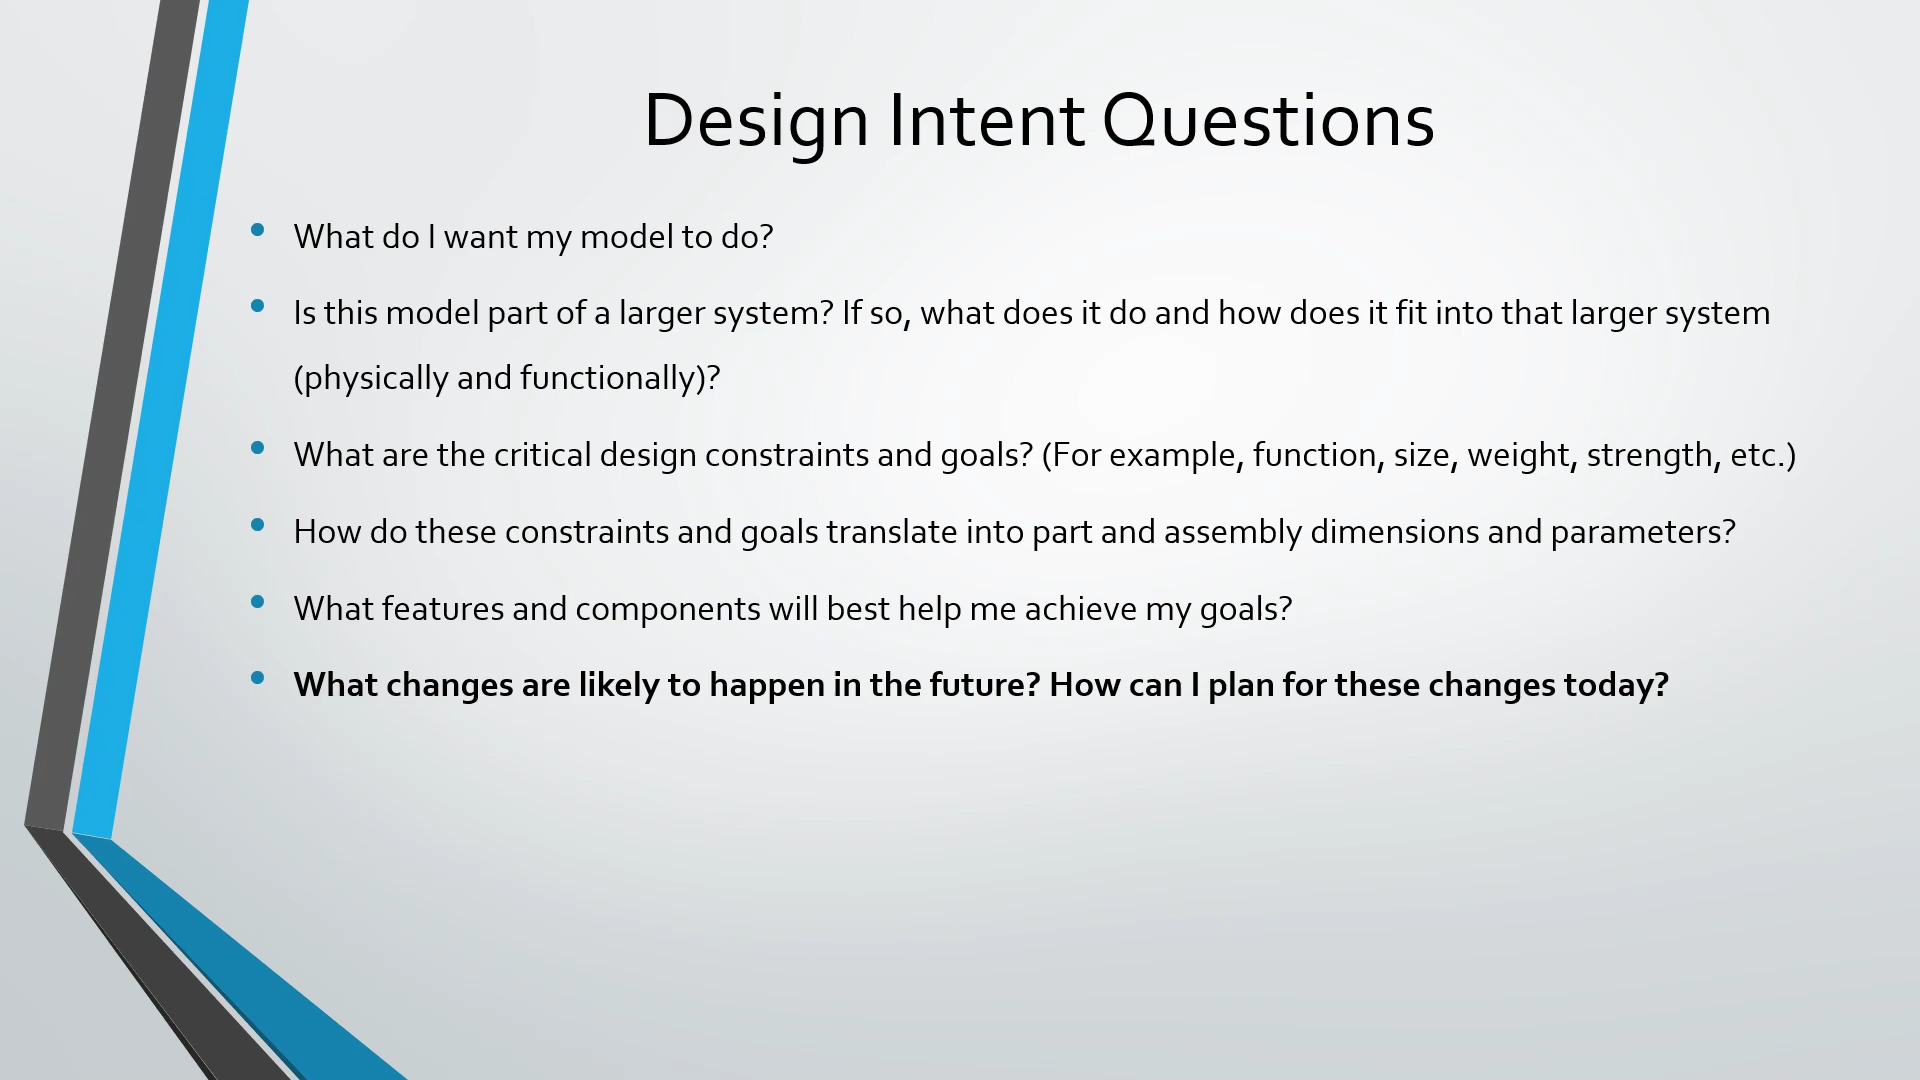 Design Intent Questions
• What do I want my model to do?
• Is this model part of a larger system? If so, what does it do and how does it fit into that larger system
(physically and functionally)?
• What are the critical design constraints and goals? (For example, function, size, weight, strength, etc.)
• How do these constraints and goals translate into part and assembly dimensions and parameters?
• What features and components will best help me achieve my goals?
• What changes are likely to happen in the future? How can I plan for these changes today?